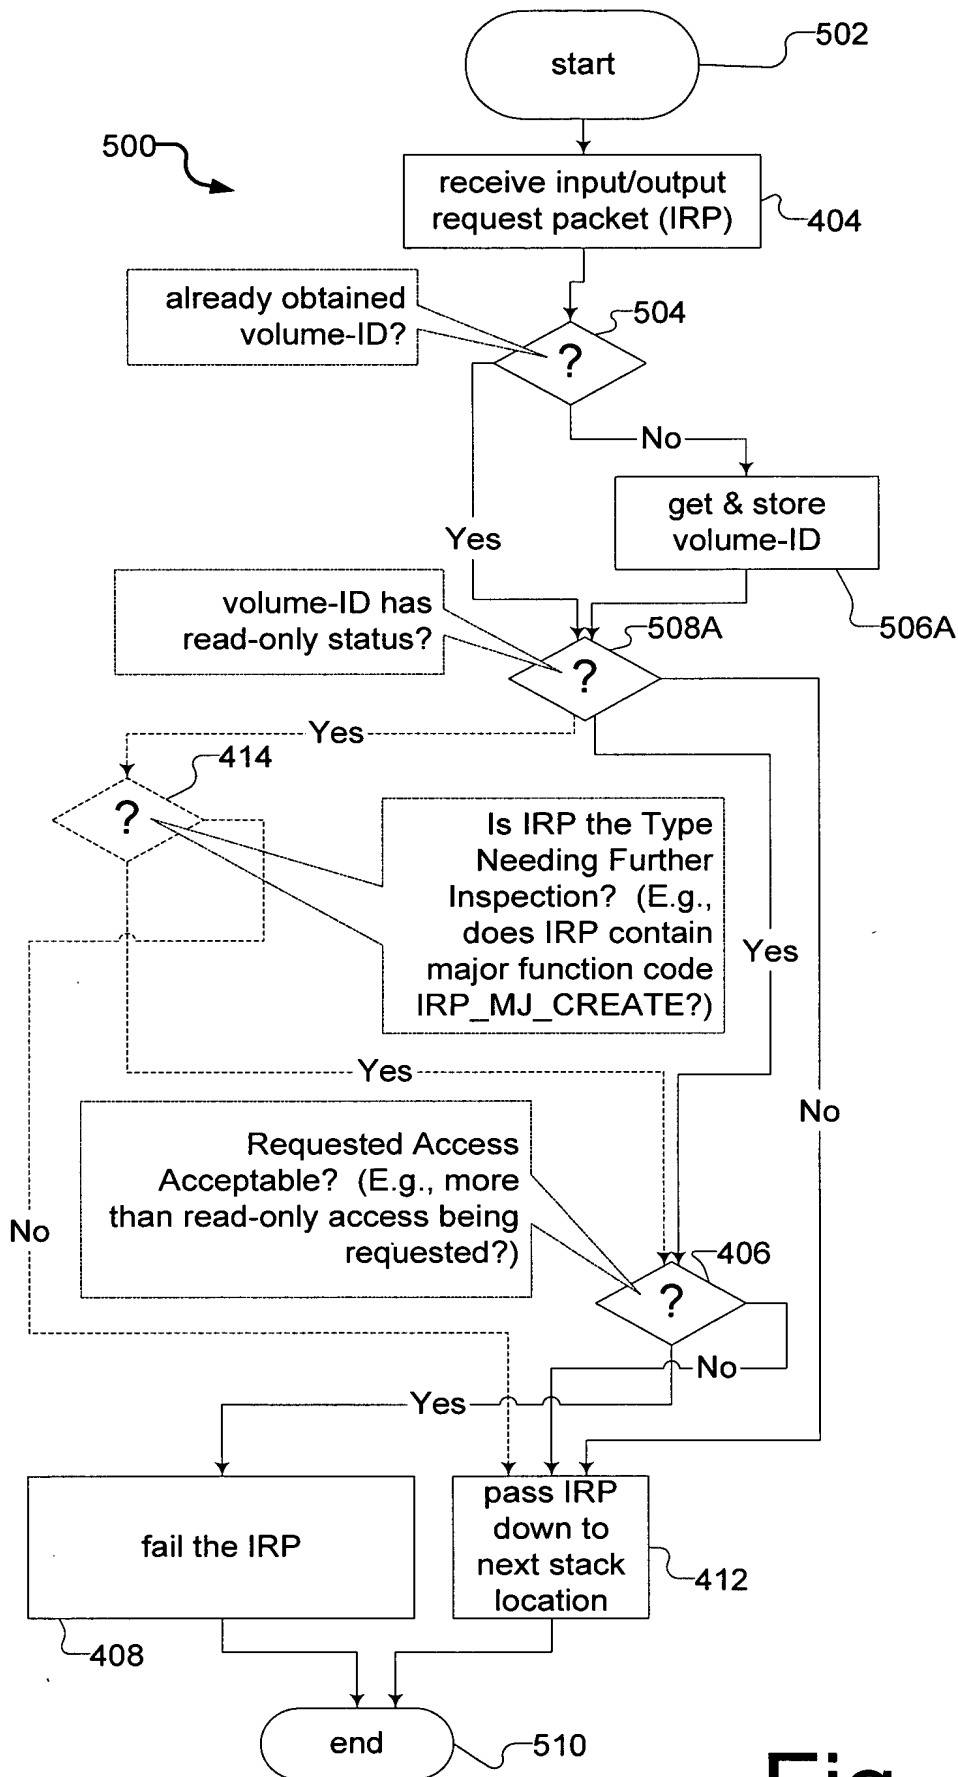 start
502
500
receive input/output
request packet (IRP)
404
already obtained
volume-ID?
504
?
No
get & store
volume-ID
Yes
506A
volume-ID has
read-only status?
508A
?
Yes
414
?
Is IRP the Type
Needing Further
Inspection? (E.g.,
does IRP contain
major function code
IRP_MJ_CREATE?)
Yes
Yes
No
Requested Access
Acceptable? (E.g., more
than read-only access being
requested?)
No
406
?
No
Yes
fail the IRP
pass IRP
down to
next stack
location
412
408
end
510
Fig